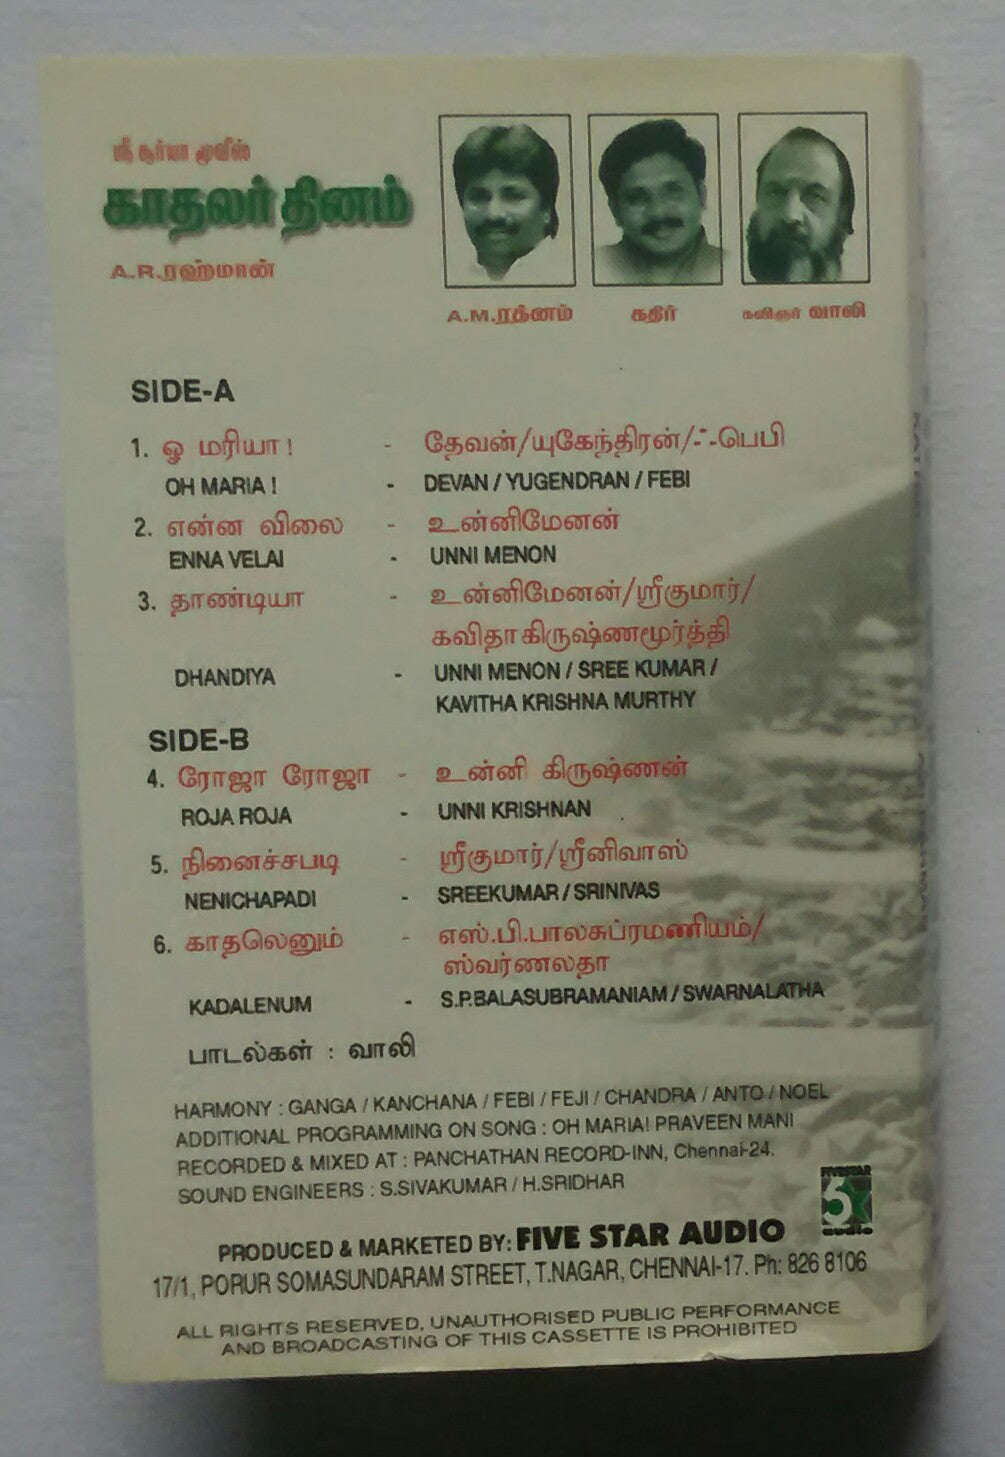 ஸ்ரீ சூர்யா மூவீஸ்
காதலர் தினம்
A.R.ரஹ்மான்
A.M.ரத்னம்
கதிர்
கவிஞர் வாலி
SIDE-A
1. ஓ மரியா ! - தேவன்/யுகேந்திரன்/ஃபெபி
OH MARIA ! - DEVAN / YUGENDRAN / FEBI
2. என்ன விலை - உன்னிமேனன்
ENNA VELAI - UNNI MENON
3. தாண்டியா - உன்னிமேனன்/ஸ்ரீகுமார்/
கவிதா கிருஷ்ணமூர்த்தி
DHANDIYA - UNNI MENON / SREE KUMAR /
KAVITHA KRISHNA MURTHY
SIDE-B
4. ரோஜா ரோஜா - உன்னி கிருஷ்ணன்
ROJA ROJA - UNNI KRISHNAN
5. நினைச்சபடி - ஸ்ரீகுமார்/ஸ்ரீனிவாஸ்
NENICHAPADI - SREEKUMAR / SRINIVAS
6. காதலெனும் - எஸ்.பி.பாலசுப்ரமணியம்/
ஸ்வர்ணலதா
KADALENUM - S.P.BALASUBRAMANIAM / SWARNALATHA
பாடல்கள் : வாலி
HARMONY : GANGA / KANCHANA / FEBI / FEJI / CHANDRA / ANTO / NOEL
ADDITIONAL PROGRAMMING ON SONG : OH MARIA! PRAVEEN MANI
RECORDED & MIXED AT : PANCHATHAN RECORD-INN, Chennai-24.
SOUND ENGINEERS : S.SIVAKUMAR / H.SRIDHAR
FIVESTAR
5
audio
PRODUCED & MARKETED BY: FIVE STAR AUDIO
17/1, PORUR SOMASUNDARAM STREET, T.NAGAR, CHENNAI-17. Ph: 826 8106
ALL RIGHTS RESERVED, UNAUTHORISED PUBLIC PERFORMANCE
AND BROADCASTING OF THIS CASSETTE IS PROHIBITED